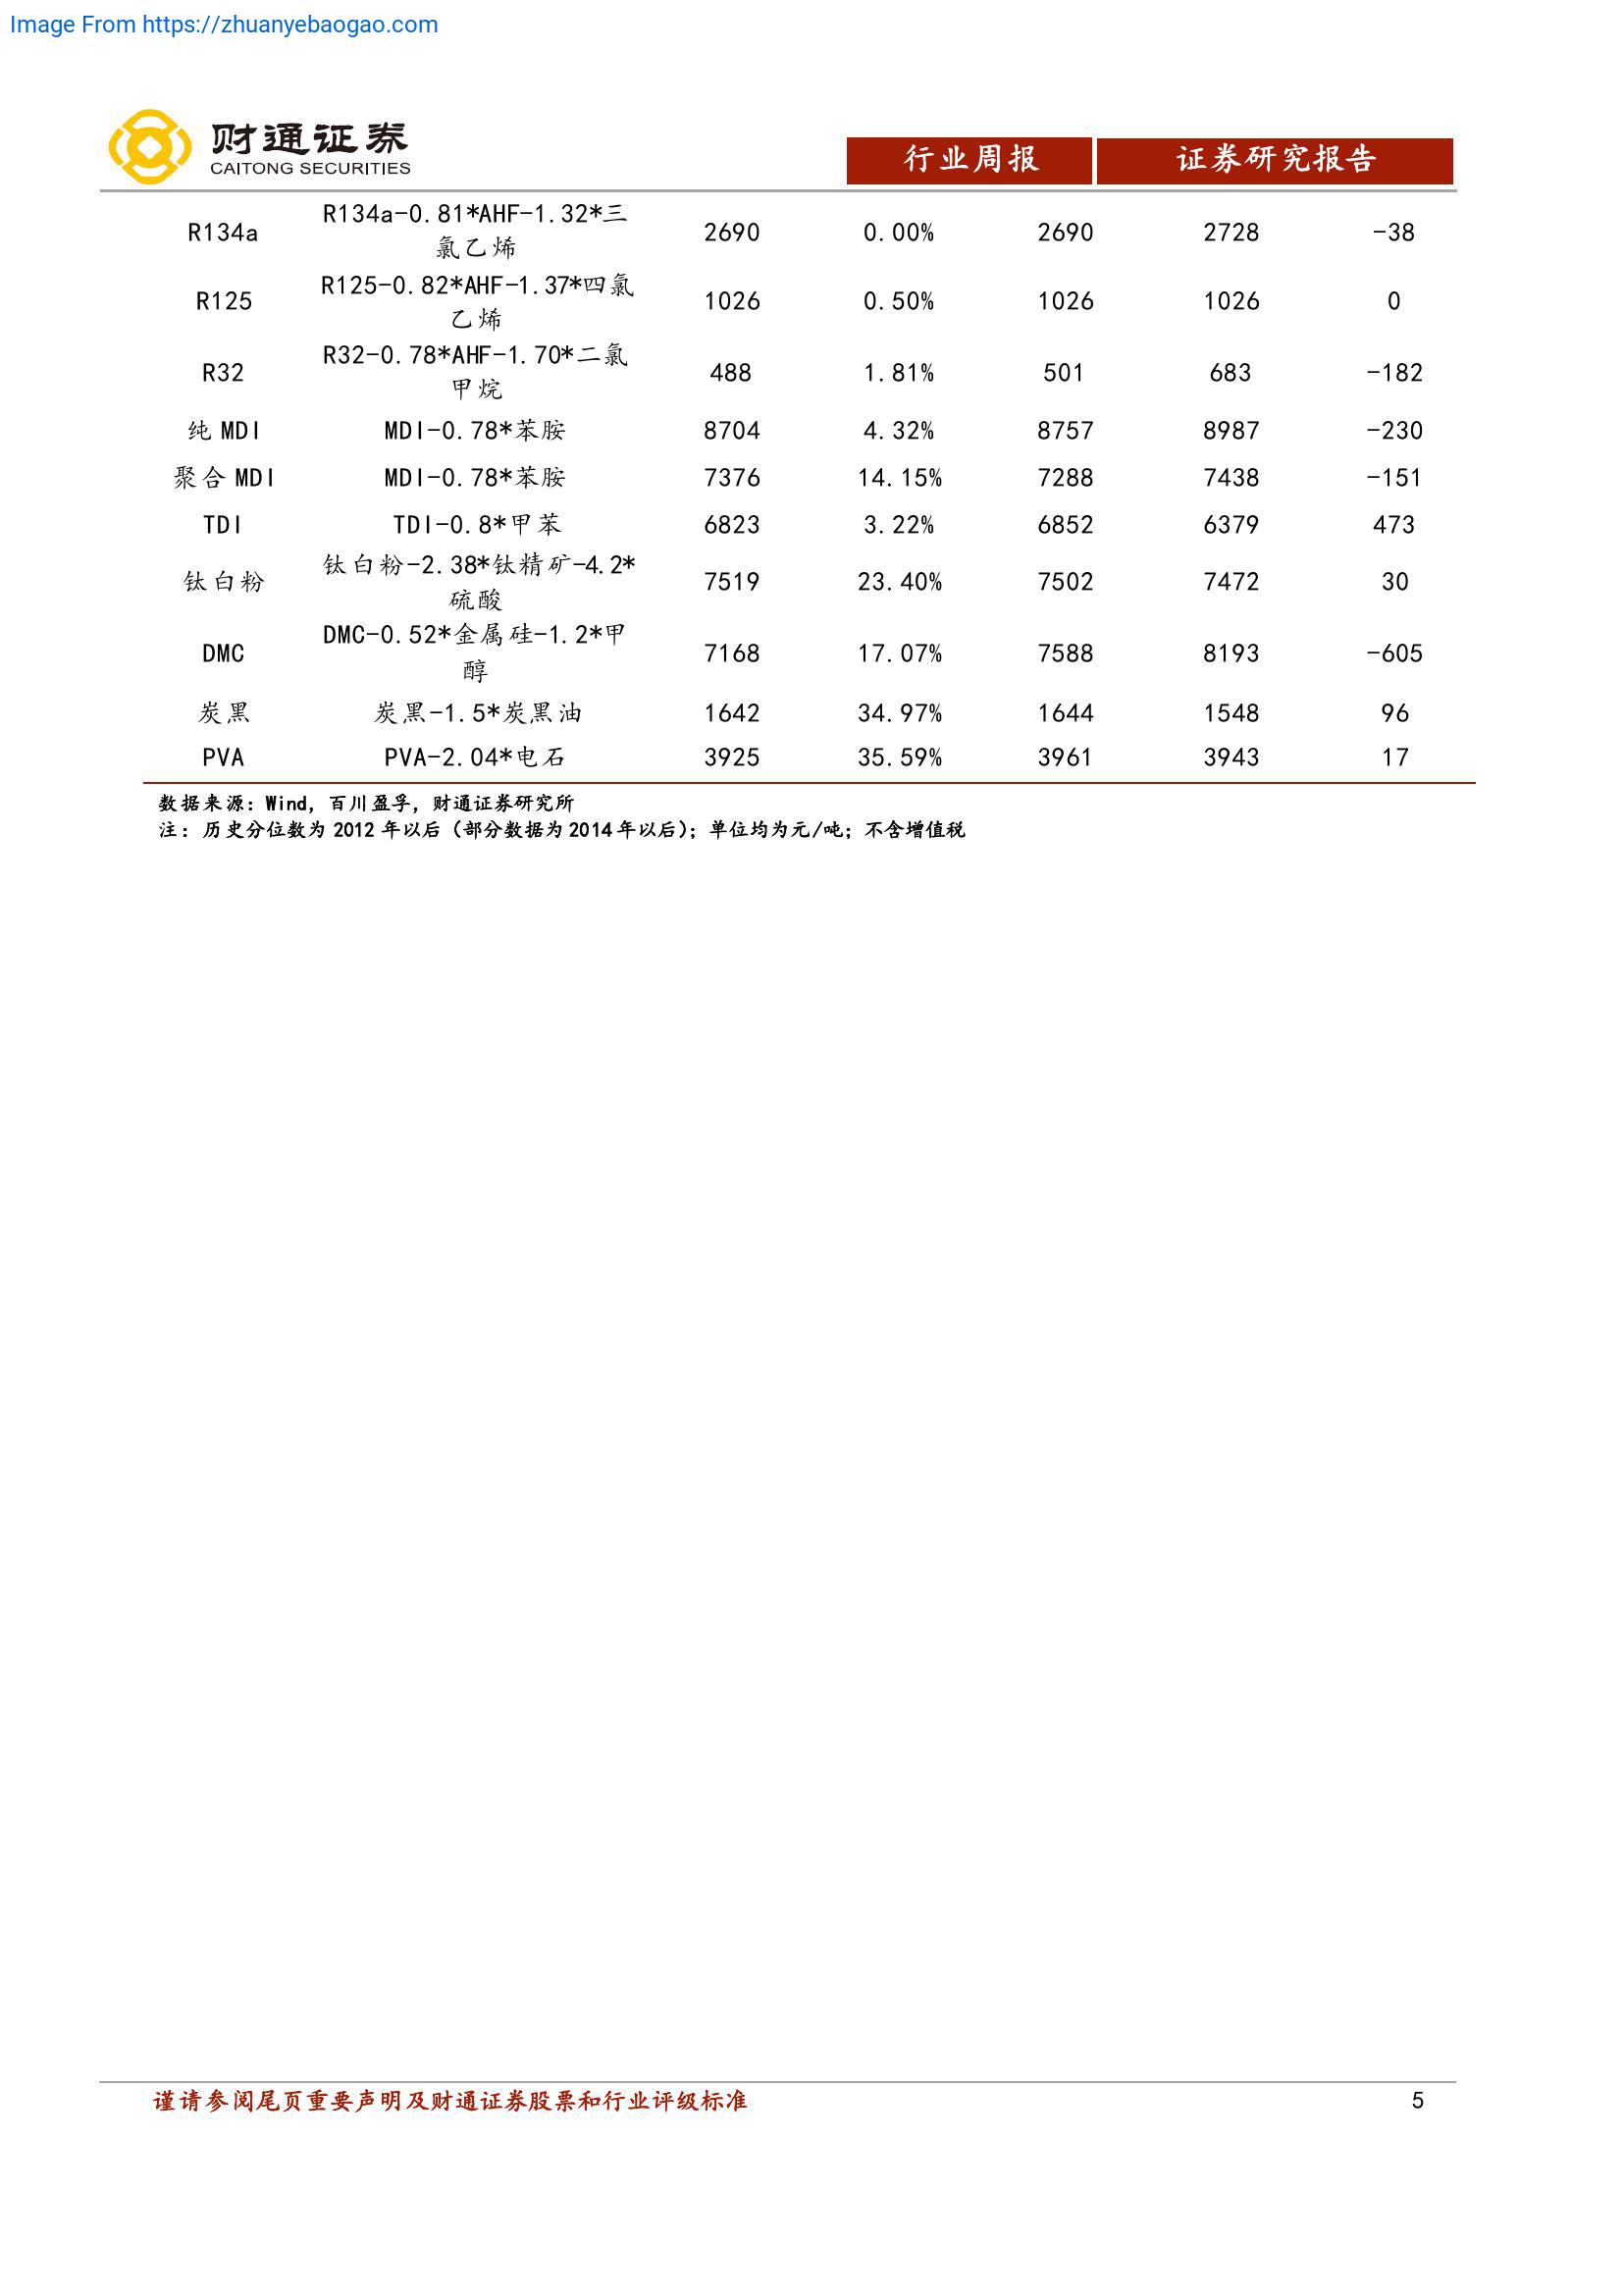 Image From https://zhuanyebaogao.com
财通证券
CAITONG SECURITIES
行业周报 证券研究报告
R134a R134a-0.81*AHF-1.32*三氯乙烯 2690 0.00% 2690 2728 -38
R125 R125-0.82*AHF-1.37*四氯乙烯 1026 0.50% 1026 1026 0
R32 R32-0.78*AHF-1.70*二氯甲烷 488 1.81% 501 683 -182
纯MDI MDI-0.78*苯胺 8704 4.32% 8757 8987 -230
聚合MDI MDI-0.78*苯胺 7376 14.15% 7288 7438 -151
TDI TDI-0.8*甲苯 6823 3.22% 6852 6379 473
钛白粉 钛白粉-2.38*钛精矿-4.2*硫酸 7519 23.40% 7502 7472 30
DMC DMC-0.52*金属硅-1.2*甲醇 7168 17.07% 7588 8193 -605
炭黑 炭黑-1.5*炭黑油 1642 34.97% 1644 1548 96
PVA PVA-2.04*电石 3925 35.59% 3961 3943 17
数据来源：Wind，百川盈孚，财通证券研究所
注：历史分位数为 2012 年以后（部分数据为 2014 年以后）；单位均为元/吨；不含增值税
谨请参阅尾页重要声明及财通证券股票和行业评级标准 5